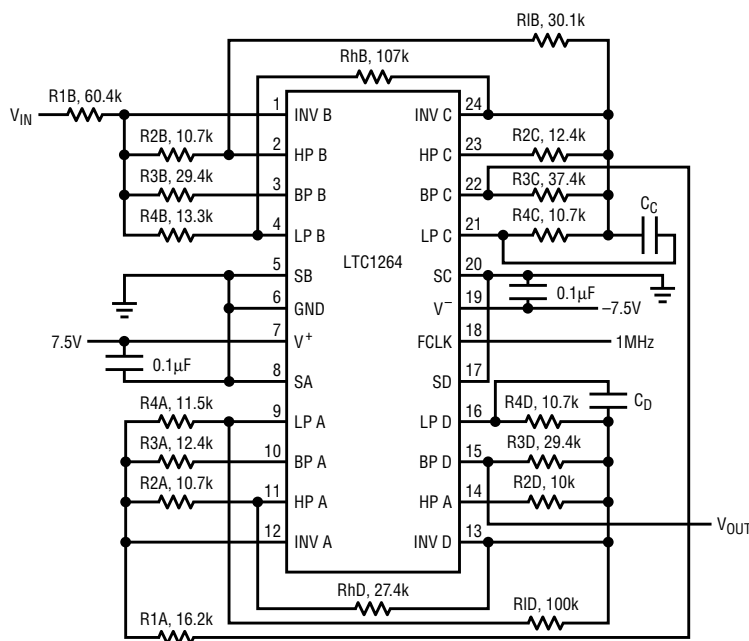 RlB, 30.1k
RhB, 107k
R1B, 60.4k
VIN
1 INV B INV C 24
R2B, 10.7k 2 HP B HP C 23 R2C, 12.4k
R3B, 29.4k 3 BP B BP C 22 R3C, 37.4k
R4B, 13.3k 4 LP B LP C 21 R4C, 10.7k CC
LTC1264
5 SB SC 20
6 GND V– 19 0.1µF –7.5V
7.5V 7 V+ FCLK 18 1MHz
0.1µF
8 SA SD 17
R4A, 11.5k 9 LP A LP D 16 R4D, 10.7k CD
R3A, 12.4k 10 BP A BP D 15 R3D, 29.4k
R2A, 10.7k 11 HP A HP A 14 R2D, 10k
VOUT
12 INV A INV D 13
RhD, 27.4k RlD, 100k
R1A, 16.2k